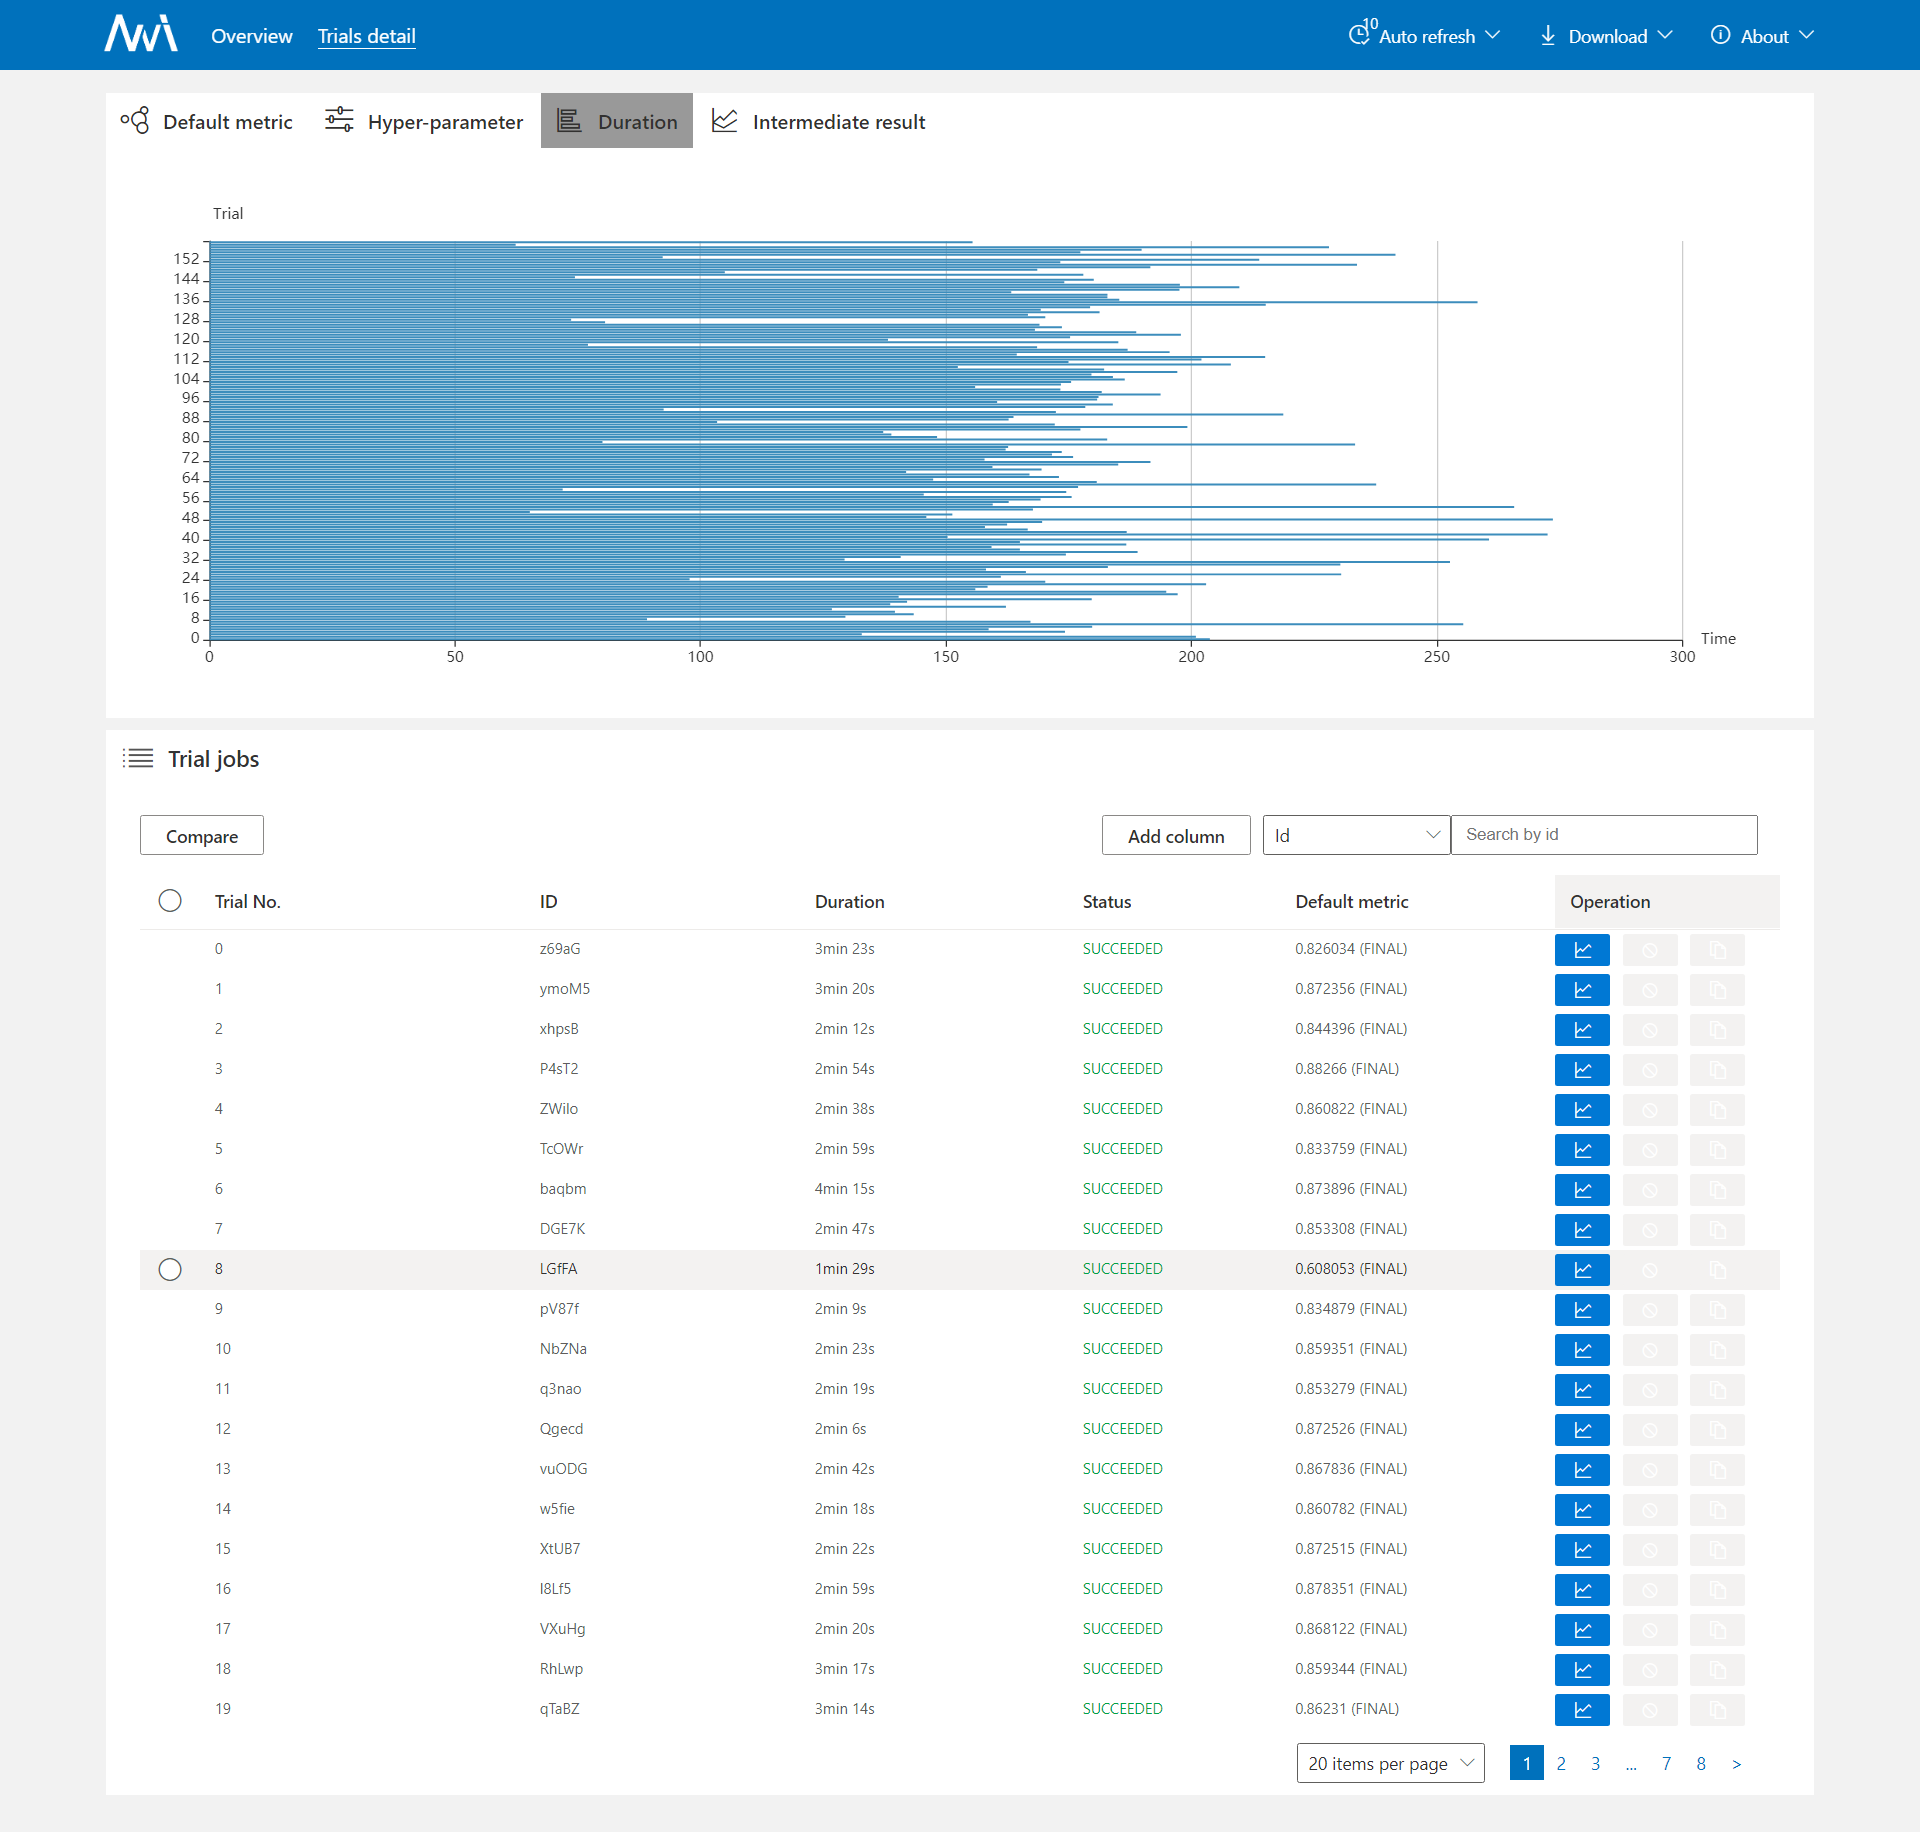 Overview Trials detail 10 Auto refresh Download About
Default metric Hyper-parameter Duration Intermediate result
Trial
152
144
136
128
120
112
104
96
88
80
72
64
56
48
40
32
24
16
8
0
Time
0 50 100 150 200 250 300
Trial jobs
Compare Add column Id Search by id
Trial No. ID Duration Status Default metric Operation
0 z69aG 3min 23s SUCCEEDED 0.826034 (FINAL)
1 ymoM5 3min 20s SUCCEEDED 0.872356 (FINAL)
2 xhpsB 2min 12s SUCCEEDED 0.844396 (FINAL)
3 P4sT2 2min 54s SUCCEEDED 0.88266 (FINAL)
4 ZWilo 2min 38s SUCCEEDED 0.860822 (FINAL)
5 TcOWr 2min 59s SUCCEEDED 0.833759 (FINAL)
6 baqbm 4min 15s SUCCEEDED 0.873896 (FINAL)
7 DGE7K 2min 47s SUCCEEDED 0.853308 (FINAL)
8 LGfFA 1min 29s SUCCEEDED 0.608053 (FINAL)
9 pV87f 2min 9s SUCCEEDED 0.834879 (FINAL)
10 NbZNa 2min 23s SUCCEEDED 0.859351 (FINAL)
11 q3nao 2min 19s SUCCEEDED 0.853279 (FINAL)
12 Qgecd 2min 6s SUCCEEDED 0.872526 (FINAL)
13 vuODG 2min 42s SUCCEEDED 0.867836 (FINAL)
14 w5fie 2min 18s SUCCEEDED 0.860782 (FINAL)
15 XtUB7 2min 22s SUCCEEDED 0.872515 (FINAL)
16 I8Lf5 2min 59s SUCCEEDED 0.878351 (FINAL)
17 VXuHg 2min 20s SUCCEEDED 0.868122 (FINAL)
18 RhLwp 3min 17s SUCCEEDED 0.859344 (FINAL)
19 qTaBZ 3min 14s SUCCEEDED 0.86231 (FINAL)
20 items per page 1 2 3 ... 7 8 >